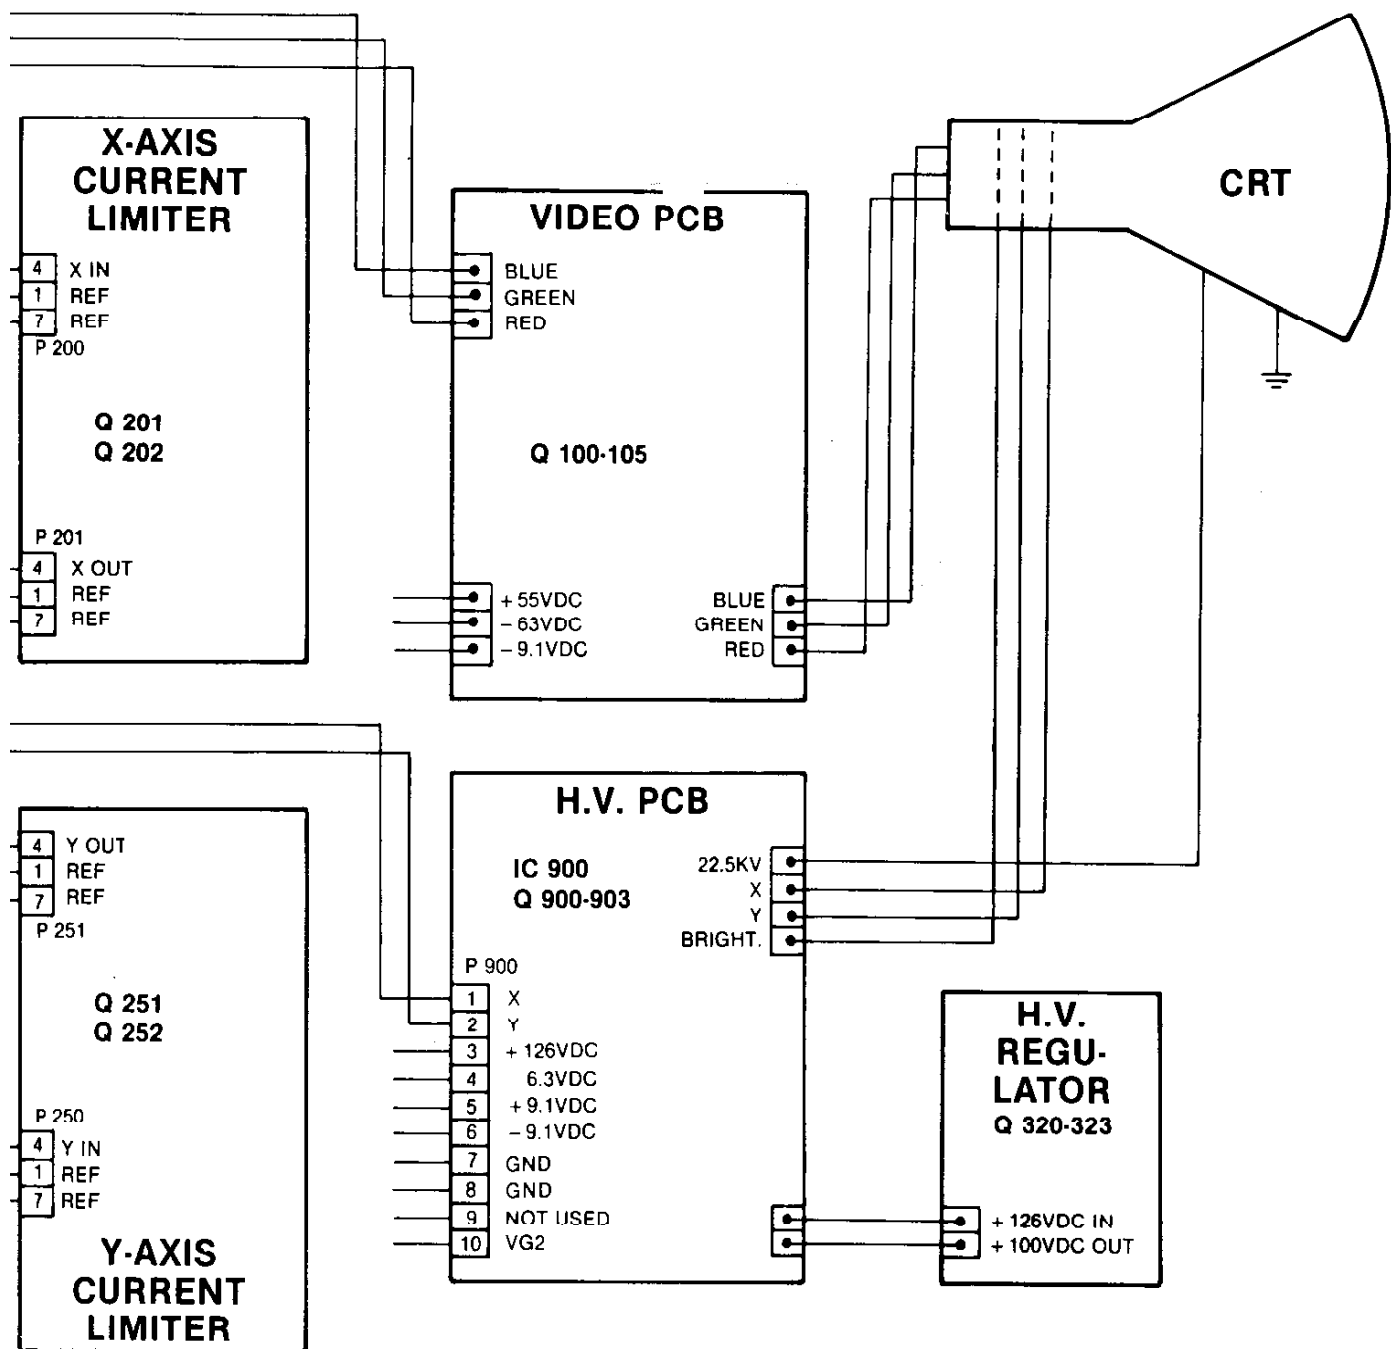 X-AXIS
CURRENT
LIMITER
4 X IN
1 REF
7 REF
P 200
Q 201
Q 202
P 201
4 X OUT
1 REF
7 REF
VIDEO PCB
BLUE
GREEN
RED
Q 100-105
+ 55VDC
– 63VDC
– 9.1VDC
BLUE
GREEN
RED
CRT
4 Y OUT
1 REF
7 REF
P 251
Q 251
Q 252
P 250
4 Y IN
1 REF
7 REF
Y-AXIS
CURRENT
LIMITER
H.V. PCB
IC 900
Q 900-903
22.5KV
X
Y
BRIGHT.
P 900
1 X
2 Y
3 + 126VDC
4 6.3VDC
5 + 9.1VDC
6 – 9.1VDC
7 GND
8 GND
9 NOT USED
10 VG2
H.V.
REGU-
LATOR
Q 320-323
+ 126VDC IN
+ 100VDC OUT